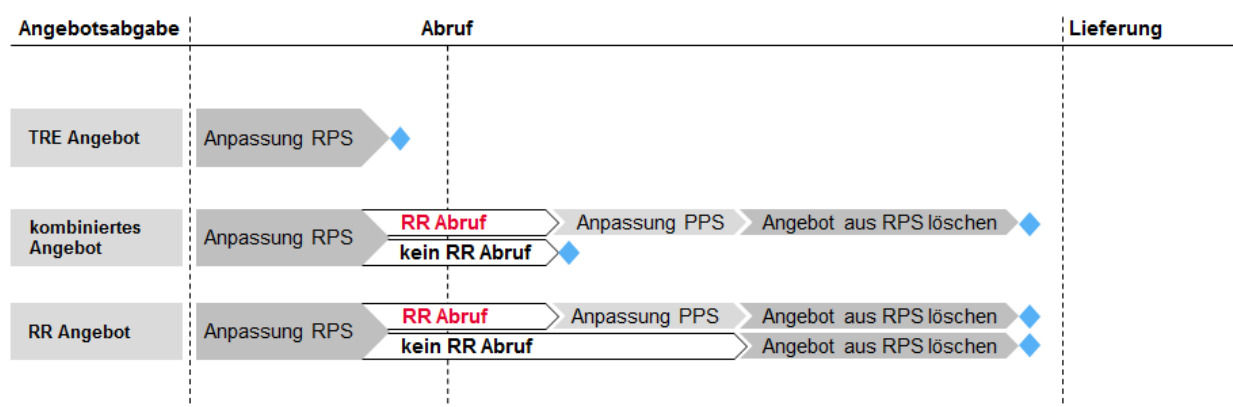 Angebotsabgabe
Abruf
Lieferung
TRE Angebot
Anpassung RPS
kombiniertes
Angebot
Anpassung RPS
RR Abruf
Anpassung PPS
Angebot aus RPS löschen
kein RR Abruf
RR Angebot
Anpassung RPS
RR Abruf
Anpassung PPS
Angebot aus RPS löschen
kein RR Abruf
Angebot aus RPS löschen